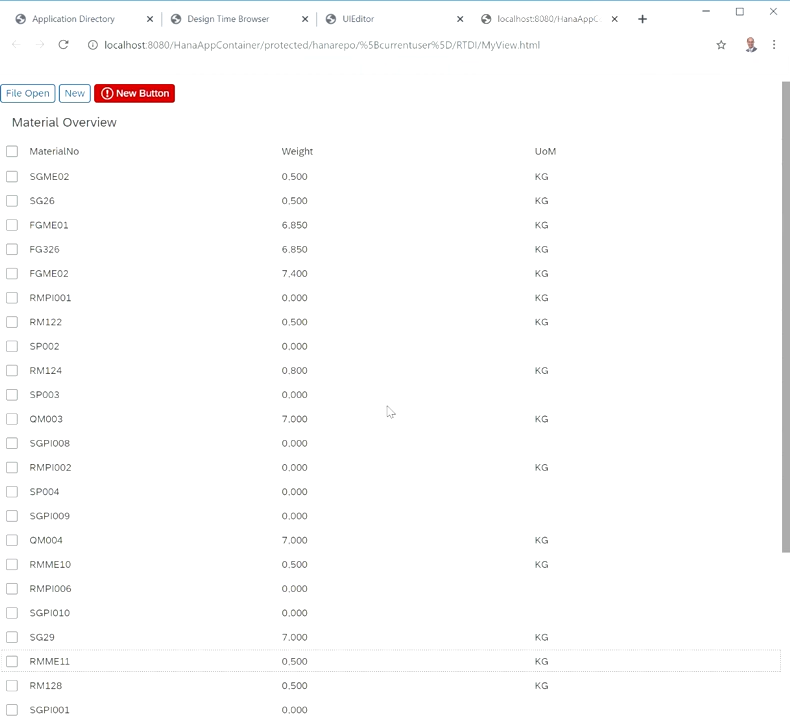 Application Directory Design Time Browser UIEditor localhost:8080/HanaAppC
localhost:8080/HanaAppContainer/protected/hanarepo/%5Bcurrentuser%5D/RTDI/MyView.html
File Open New New Button
Material Overview
MaterialNo Weight UoM
SGME02 0,500 KG
SG26 0,500 KG
FGME01 6,850 KG
FG326 6,850 KG
FGME02 7,400 KG
RMPI001 0,000 KG
RM122 0,500 KG
SP002 0,000
RM124 0,800 KG
SP003 0,000
QM003 7,000 KG
SGPI008 0,000
RMPI002 0,000 KG
SP004 0,000
SGPI009 0,000
QM004 7,000 KG
RMME10 0,500 KG
RMPI006 0,000
SGPI010 0,000
SG29 7,000 KG
RMME11 0,500 KG
RM128 0,500 KG
SGPI001 0,000